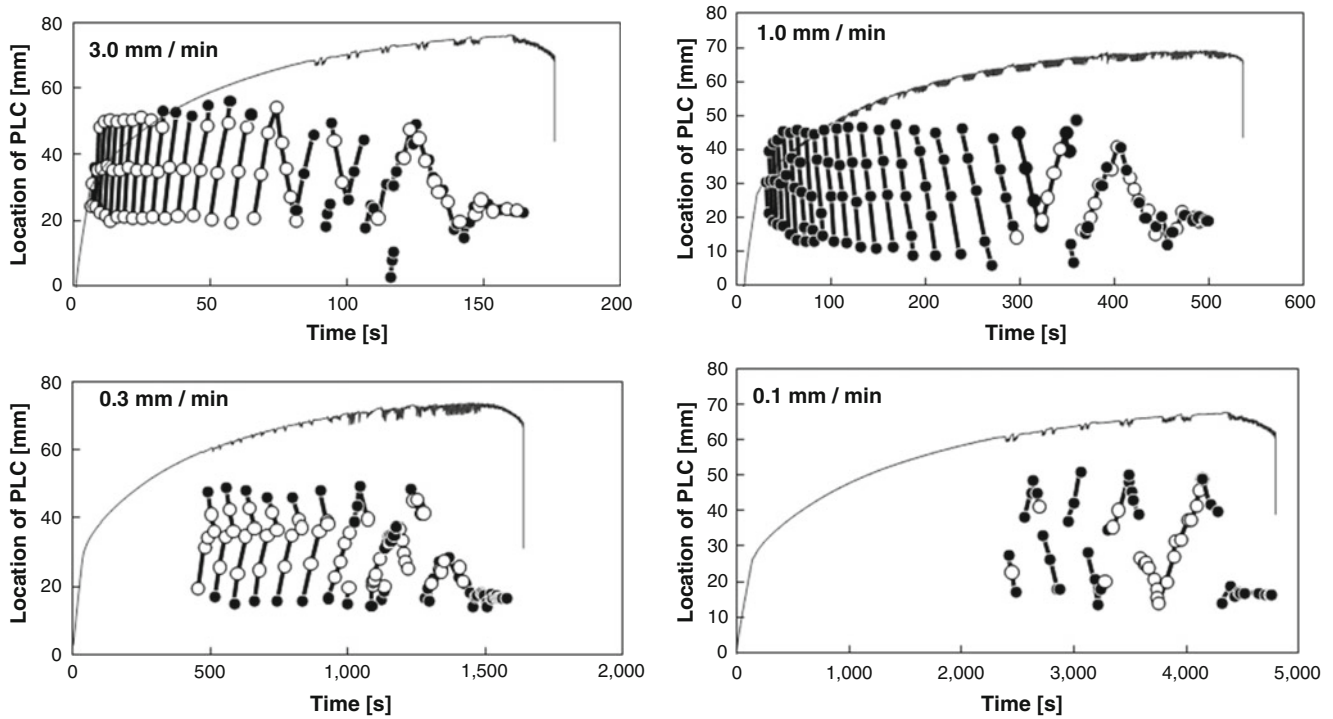 80
60
40
20
0
Location of PLC [mm]
3.0 mm / min
0 50 100 150 200
Time [s]
80
70
60
50
40
30
20
10
0
Location of PLC [mm]
1.0 mm / min
0 100 200 300 400 500 600
Time [s]
80
60
40
20
0
Location of PLC [mm]
0.3 mm / min
0 500 1,000 1,500 2,000
Time [s]
80
70
60
50
40
30
20
10
0
Location of PLC [mm]
0.1 mm / min
0 1,000 2,000 3,000 4,000 5,000
Time [s]